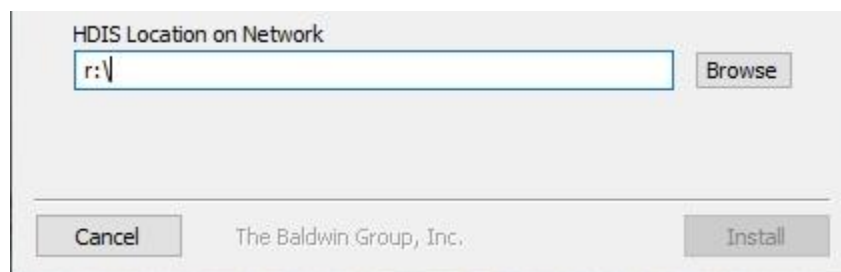 HDIS Location on Network
r:\
Browse
Cancel
The Baldwin Group, Inc.
Install